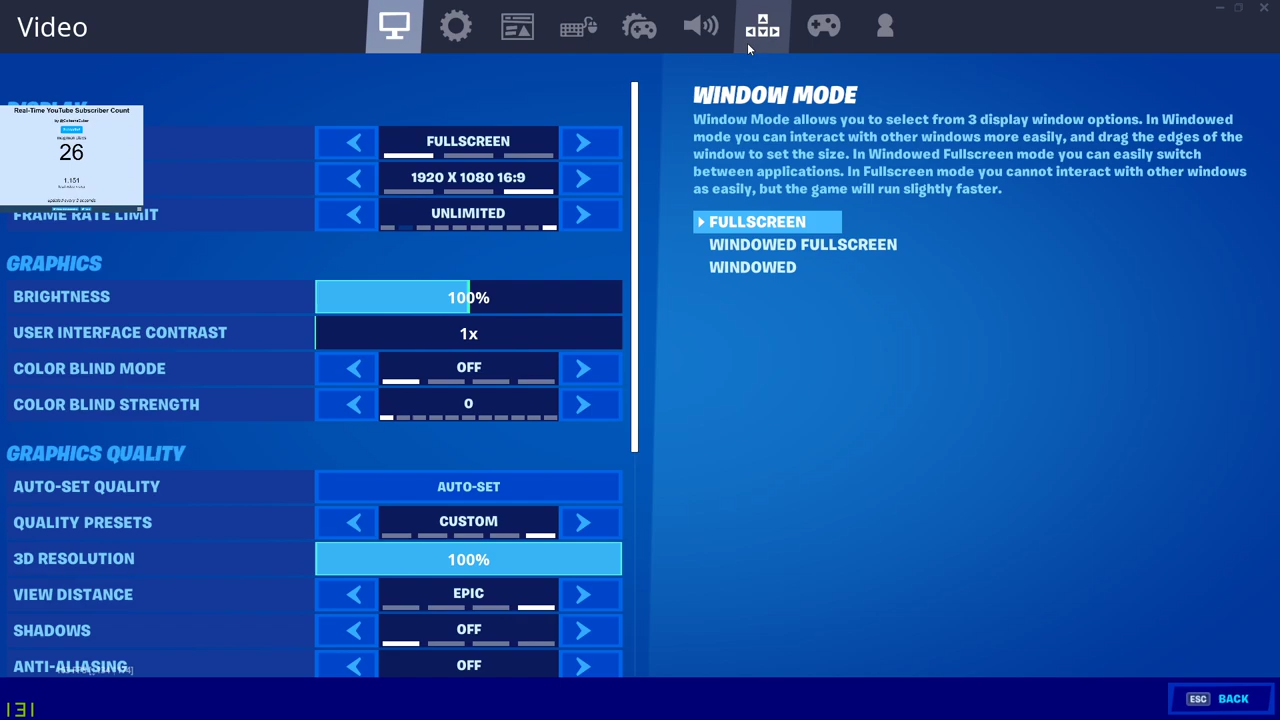 Video
DISPLAY
Real-Time YouTube Subscriber Count
26
1,151
FULLSCREEN
1920 X 1080 16:9
FRAME RATE LIMIT
UNLIMITED
GRAPHICS
BRIGHTNESS
100%
USER INTERFACE CONTRAST
1x
COLOR BLIND MODE
OFF
COLOR BLIND STRENGTH
0
GRAPHICS QUALITY
AUTO-SET QUALITY
AUTO-SET
QUALITY PRESETS
CUSTOM
3D RESOLUTION
100%
VIEW DISTANCE
EPIC
SHADOWS
OFF
ANTI-ALIASING
OFF
WINDOW MODE
Window Mode allows you to select from 3 display window options. In Windowed
mode you can interact with other windows more easily, and drag the edges of the
window to set the size. In Windowed Fullscreen mode you can easily switch
between applications. In Fullscreen mode you cannot interact with other windows
as easily, but the game will run slightly faster.
FULLSCREEN
WINDOWED FULLSCREEN
WINDOWED
131
ESC BACK